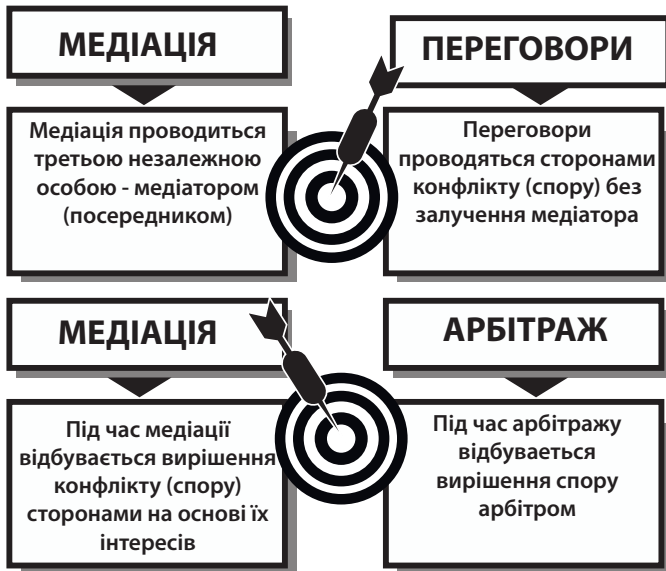 МЕДІАЦІЯ
Медіація проводиться
третьою незалежною
особою - медіатором
(посередником)
ПЕРЕГОВОРИ
Переговори
проводяться сторонами
конфлікту (спору) без
залучення медіатора
МЕДІАЦІЯ
Під час медіації
відбувається вирішення
конфлікту (спору)
сторонами на основі їх
інтересів
АРБІТРАЖ
Під час арбітражу
відбуваеться
вирішення спору
арбітром